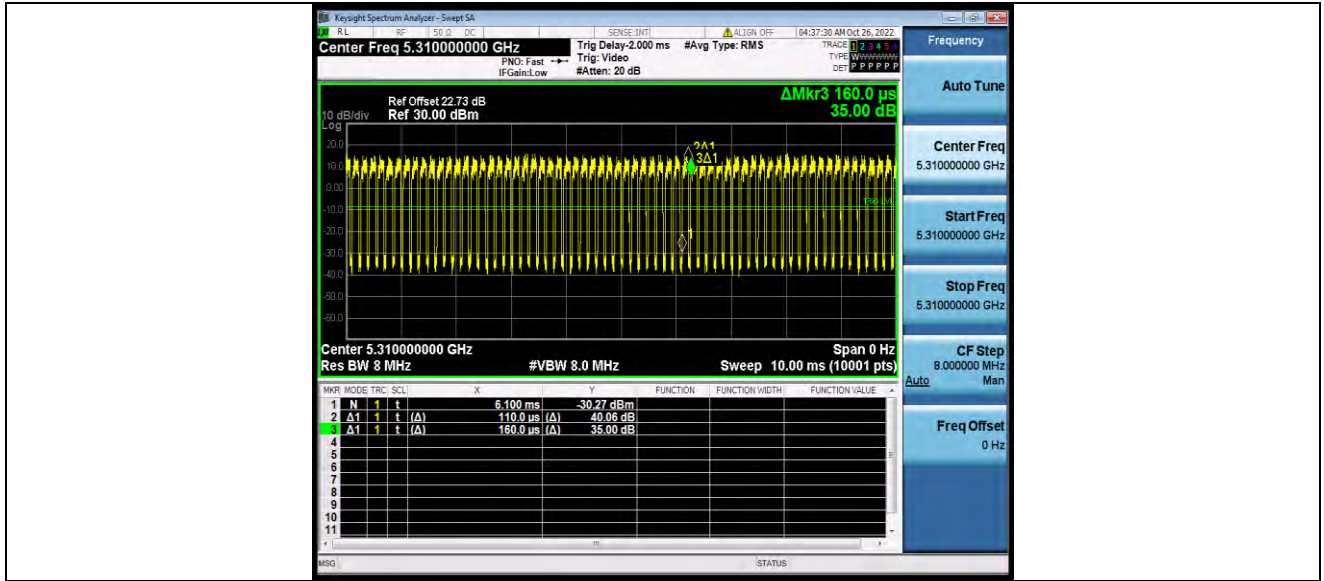 Keysight Spectrum Analyzer - Swept SA
RL RF 50 Ω DC SENSE:INT ALIGN OFF 04:37:30 AM Oct 26, 2022
Center Freq 5.310000000 GHz
PNO: Fast
IFGain:Low
Trig Delay-2.000 ms
Trig: Video
#Atten: 20 dB
#Avg Type: RMS
TRACE 1 2 3 4 5 6
TYPE WWWWWW
DET P P P P P P
Ref Offset 22.73 dB
10 dB/div Ref 30.00 dBm
Log
ΔMkr3 160.0 µs
35.00 dB
20.0
10.0
0.00
-10.0
-20.0
-30.0
-40.0
-50.0
-60.0
2Δ1
3Δ1
1
TRIG LVL
Center 5.310000000 GHz Span 0 Hz
Res BW 8 MHz #VBW 8.0 MHz Sweep 10.00 ms (10001 pts)
MKR MODE TRC SCL X Y FUNCTION FUNCTION WIDTH FUNCTION VALUE
1 N 1 t 6.100 ms -30.27 dBm
2 Δ1 1 t (Δ) 110.0 µs (Δ) 40.06 dB
3 Δ1 1 t (Δ) 160.0 µs (Δ) 35.00 dB
4
5
6
7
8
9
10
11
MSG STATUS
Frequency
Auto Tune
Center Freq
5.310000000 GHz
Start Freq
5.310000000 GHz
Stop Freq
5.310000000 GHz
CF Step
8.000000 MHz
Auto Man
Freq Offset
0 Hz